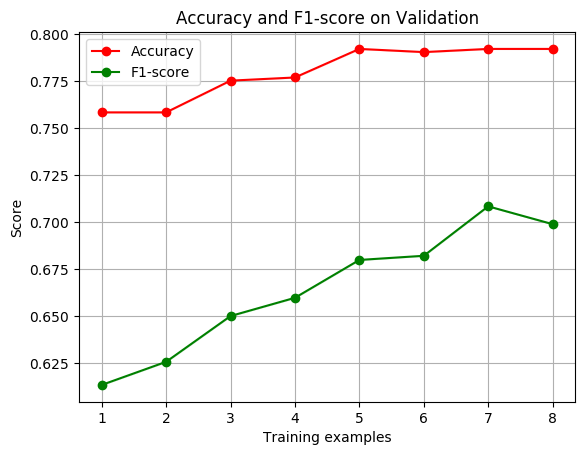 Accuracy and F1-score on Validation
Accuracy
F1-score
Score
0.800
0.775
0.750
0.725
0.700
0.675
0.650
0.625
1 2 3 4 5 6 7 8
Training examples